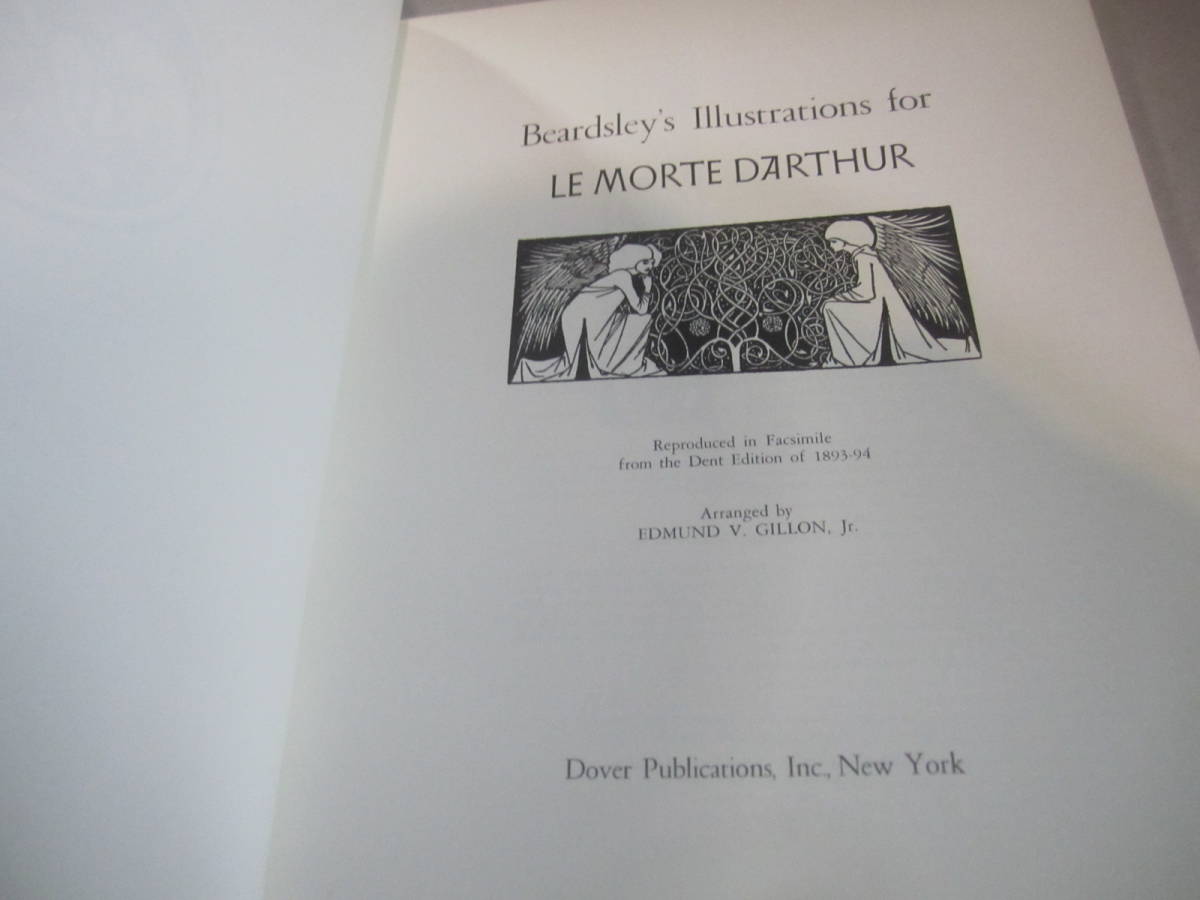 Beardsley's Illustrations for
LE MORTE DARTHUR
Reproduced in Facsimile
from the Dent Edition of 1893-94
Arranged by
EDMUND V. GILLON, Jr.
Dover Publications, Inc., New York